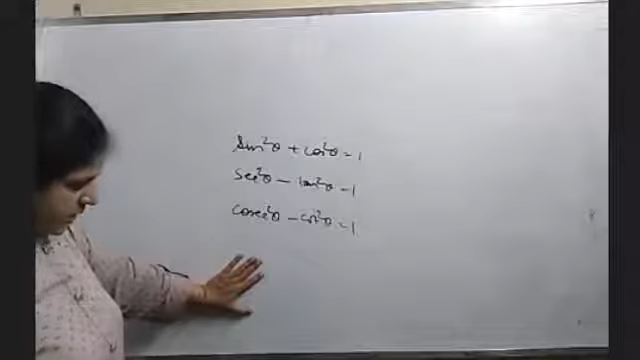 Sin²θ + cos²θ = 1
sec²θ – tan²θ = 1
cosec²θ – cot²θ = 1